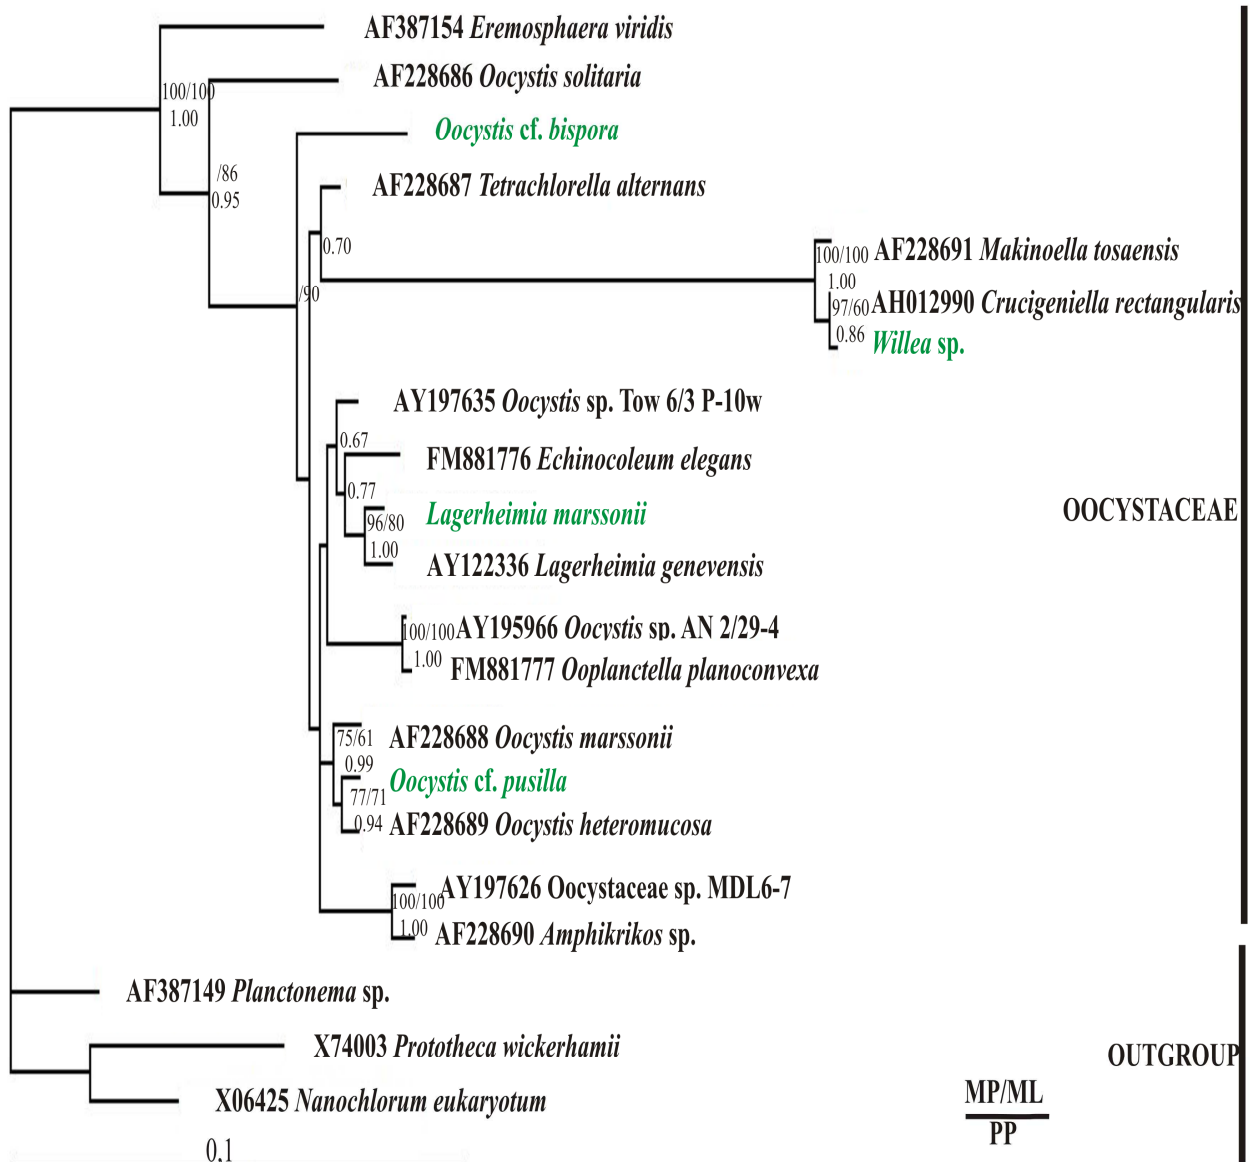 AF387154 Eremosphaera viridis
AF228686 Oocystis solitaria
100/100
1.00
Oocystis cf. bispora
/86
0.95
AF228687 Tetrachlorella alternans
0.70
AF228691 Makinoella tosaensis
100/100
1.00
/90
AH012990 Crucigeniella rectangularis
97/60
0.86
Willea sp.
AY197635 Oocystis sp. Tow 6/3 P-10w
0.67
FM881776 Echinocoleum elegans
0.77
Lagerheimia marssonii
96/80
1.00
OOCYSTACEAE
AY122336 Lagerheimia genevensis
AY195966 Oocystis sp. AN 2/29-4
100/100
1.00
FM881777 Ooplanctella planoconvexa
AF228688 Oocystis marssonii
75/61
0.99
Oocystis cf. pusilla
77/71
0.94
AF228689 Oocystis heteromucosa
AY197626 Oocystaceae sp. MDL6-7
100/100
1.00
AF228690 Amphikrikos sp.
AF387149 Planctonema sp.
X74003 Prototheca wickerhamii
OUTGROUP
X06425 Nanochlorum eukaryotum
MP/ML
PP
0,1